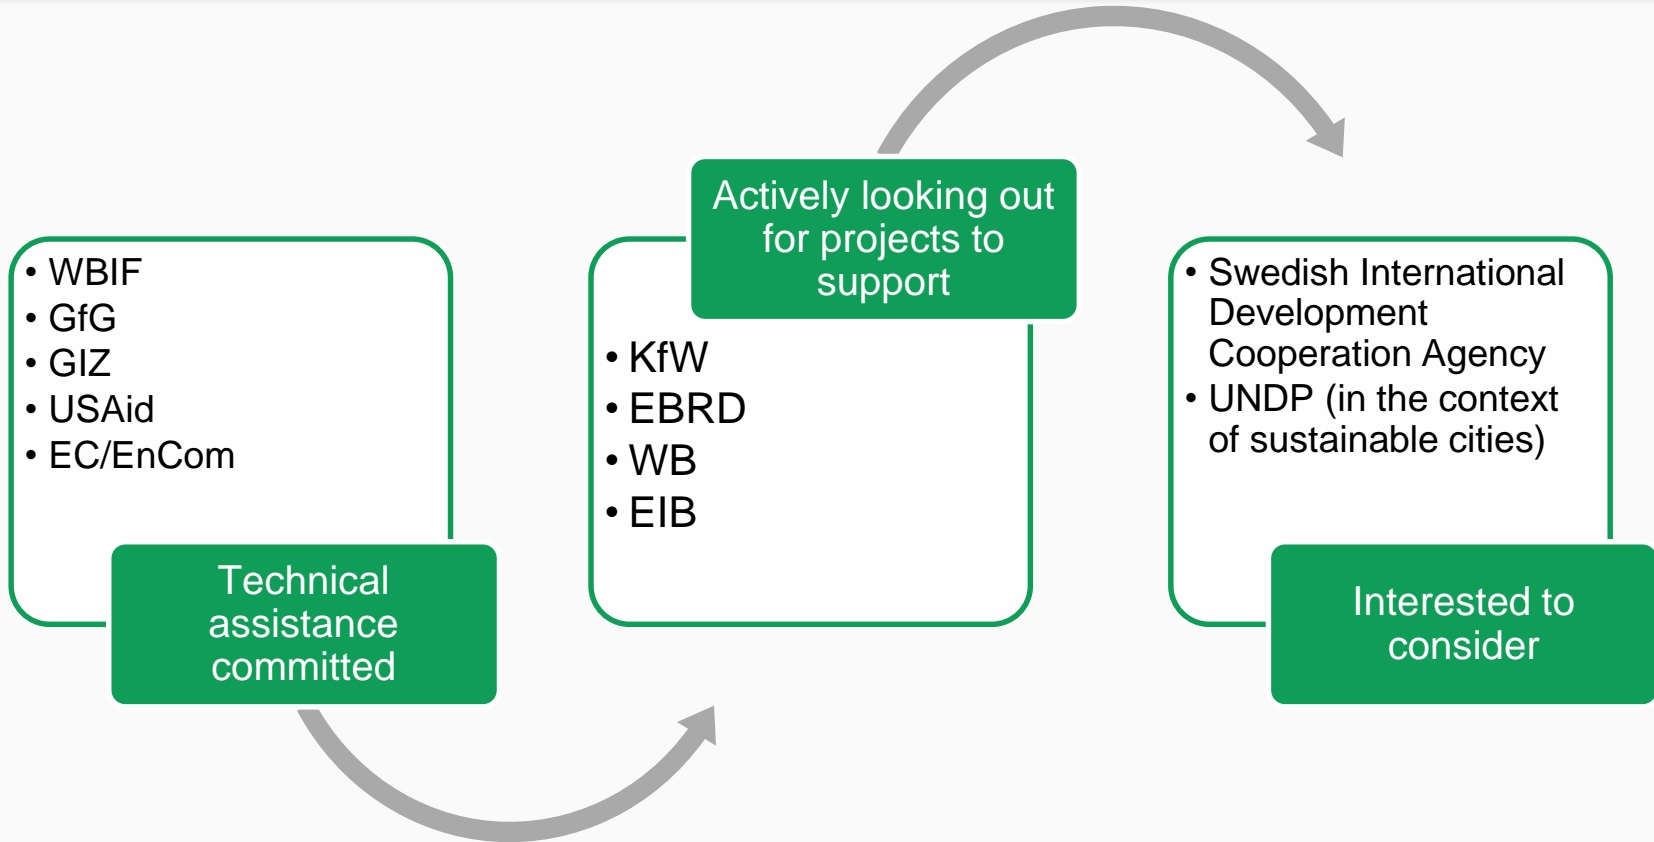 • WBIF
• GfG
• GIZ
• USAid
• EC/EnCom
Technical
assistance
committed
Actively looking out
for projects to
support
• KfW
• EBRD
• WB
• EIB
• Swedish International
Development
Cooperation Agency
• UNDP (in the context
of sustainable cities)
Interested to
consider